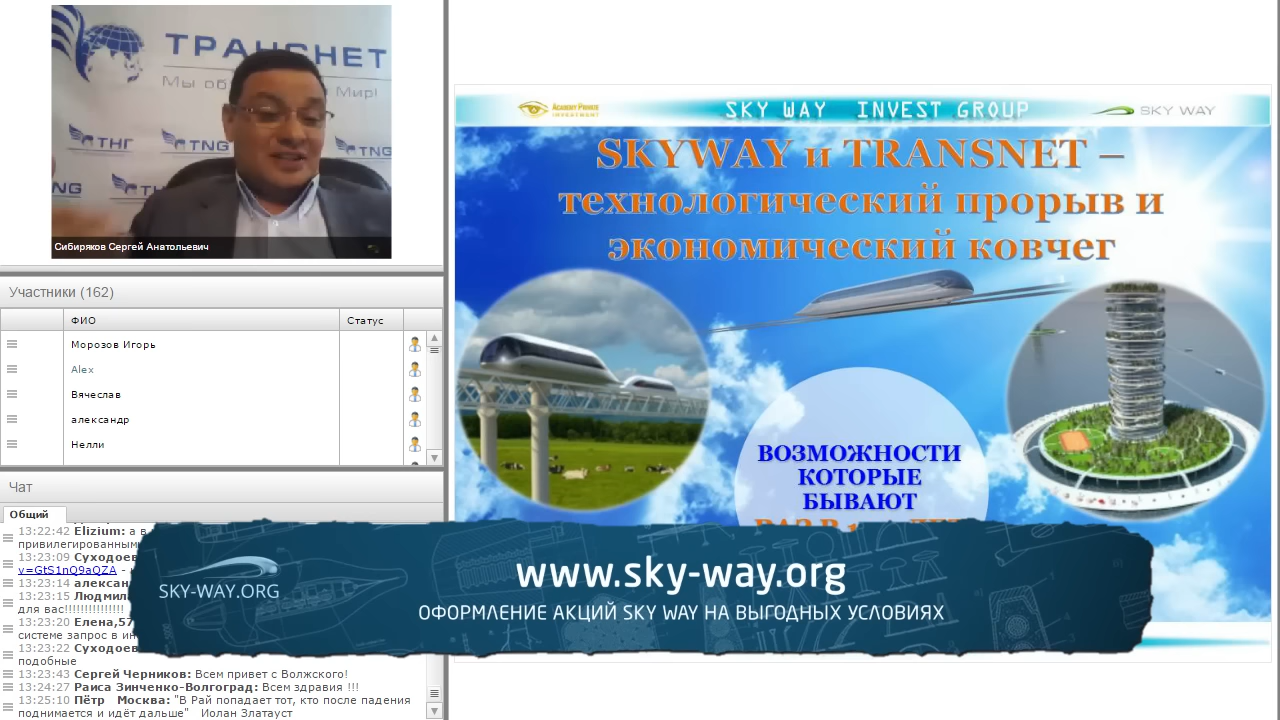 ТРАНСНЕТ
Мы об
Мир!
ТНГ
TNG
TNG
Сибиряков Сергей Анатольевич
Участники (162)
ФИО
Статус
Морозов Игорь
Alex
Вячеслав
александр
Нелли
Чат
Общий
13:22:42 Elizium: а в
привилегированным
13:23:09 Суходоев
v=GtS1nQ9aQZA -
13:23:14 алексан
13:23:15 Людмил
для вас!!!!!!!!!!!!!!
13:23:20 Елена,57
системе запрос в ин
13:23:22 Суходоев
подобные
13:23:43 Сергей Черников: Всем привет с Волжского!
13:24:27 Раиса Зинченко-Волгоград: Всем здравия !!!
13:25:10 Пётр Москва: "В Рай попадает тот, кто после падения
поднимается и идёт дальше" Иолан Златауст
ACADEMY PRIVATE
INVESTMENT
SKY WAY INVEST GROUP
SKY WAY
SKYWAY и TRANSNET –
технологический прорыв и
экономический ковчег
ВОЗМОЖНОСТИ
КОТОРЫЕ
БЫВАЮТ
SKY-WAY.ORG
www.sky-way.org
ОФОРМЛЕНИЕ АКЦИЙ SKY WAY НА ВЫГОДНЫХ УСЛОВИЯХ